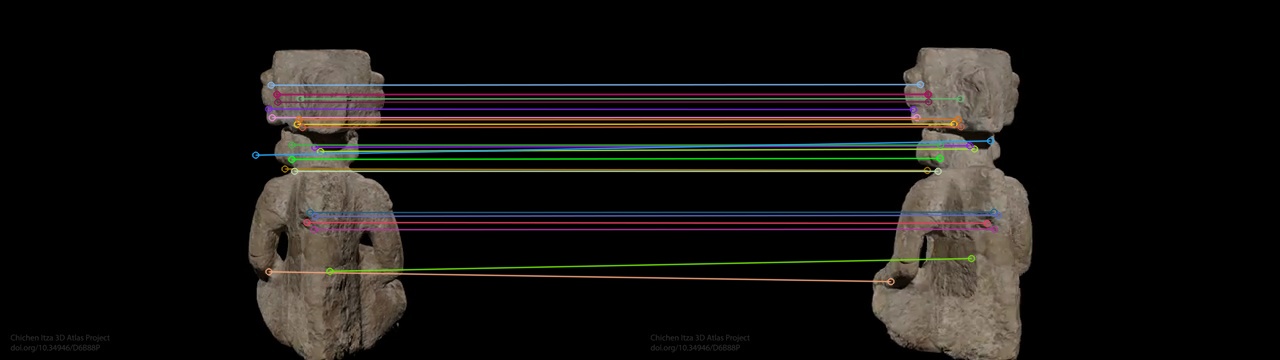 Chichen Itza 3D Atlas Project
doi.org/10.34946/D6B88P
Chichen Itza 3D Atlas Project
doi.org/10.34946/D6B88P